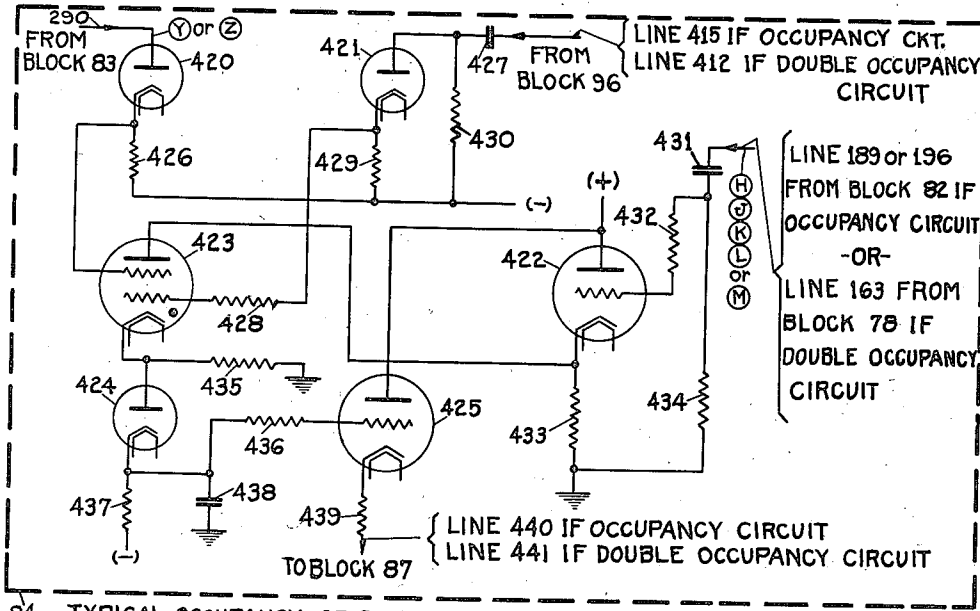 290
Y or Z
FROM
BLOCK 83
420
421
427
FROM
BLOCK 96
LINE 415 IF OCCUPANCY CKT.
LINE 412 IF DOUBLE OCCUPANCY
CIRCUIT
426
429
430
431
(-)
(+)
432
H
J
K
L
or
M
LINE 189 or 196
FROM BLOCK 82 IF
OCCUPANCY CIRCUIT
-OR-
LINE 163 FROM
BLOCK 78 IF
DOUBLE OCCUPANCY
CIRCUIT
423
422
428
424
435
425
434
436
433
437
438
439
(-)
LINE 440 IF OCCUPANCY CIRCUIT
LINE 441 IF DOUBLE OCCUPANCY CIRCUIT
TO BLOCK 87
TYPICAL OCCUPANCY OR